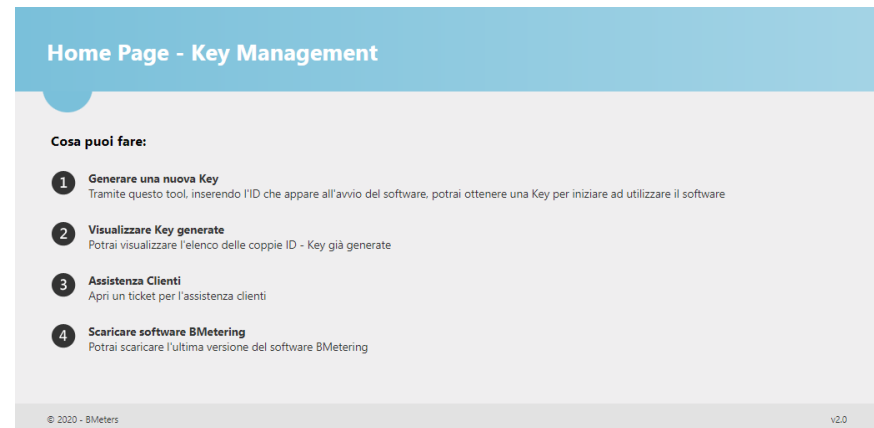 Home Page - Key Management
Cosa puoi fare:
1 Generare una nuova Key
Tramite questo tool, inserendo l'ID che appare all'avvio del software, potrai ottenere una Key per iniziare ad utilizzare il software
2 Visualizzare Key generate
Potrai visualizzare l'elenco delle coppie ID - Key già generate
3 Assistenza Clienti
Apri un ticket per l'assistenza clienti
4 Scaricare software BMetering
Potrai scaricare l'ultima versione del software BMetering
© 2020 - BMeters v2.0